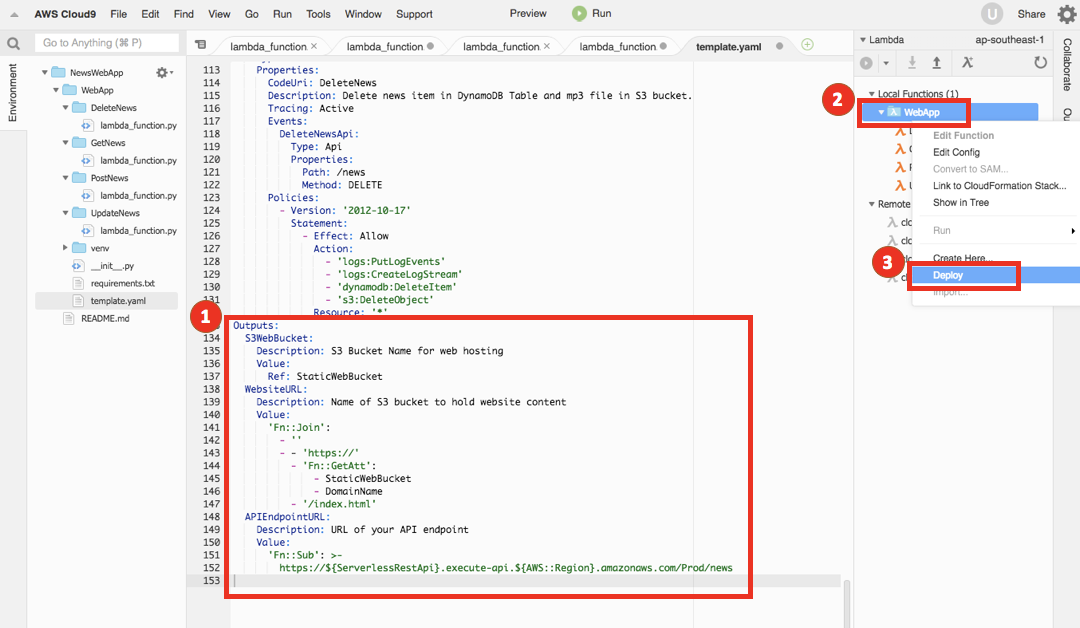 AWS Cloud9 File Edit Find View Go Run Tools Window Support Preview Run U Share
Go to Anything (⌘ P)
lambda_function ×
lambda_function
lambda_function ×
lambda_function
template.yaml
Environment
NewsWebApp
WebApp
DeleteNews
lambda_function.py
GetNews
lambda_function.py
PostNews
lambda_function.py
UpdateNews
lambda_function.py
venv
__init__.py
requirements.txt
template.yaml
README.md
113 Properties:
114 CodeUri: DeleteNews
115 Description: Delete news item in DynamoDB Table and mp3 file in S3 bucket.
116 Tracing: Active
117 Events:
118 DeleteNewsApi:
119 Type: Api
120 Properties:
121 Path: /news
122 Method: DELETE
123 Policies:
124 - Version: '2012-10-17'
125 Statement:
126 - Effect: Allow
127 Action:
128 - 'logs:PutLogEvents'
129 - 'logs:CreateLogStream'
130 - 'dynamodb:DeleteItem'
131 - 's3:DeleteObject'
Resource: '*'
1
Outputs:
134 S3WebBucket:
135 Description: S3 Bucket Name for web hosting
136 Value:
137 Ref: StaticWebBucket
138 WebsiteURL:
139 Description: Name of S3 bucket to hold website content
140 Value:
141 'Fn::Join':
142 - ''
143 - - 'https://'
144 - 'Fn::GetAtt':
145 - StaticWebBucket
146 - DomainName
147 - '/index.html'
148 APIEndpointURL:
149 Description: URL of your API endpoint
150 Value:
151 'Fn::Sub': >-
152 https://${ServerlessRestApi}.execute-api.${AWS::Region}.amazonaws.com/Prod/news
153
Lambda ap-southeast-1
Local Functions (1)
2
λ WebApp
Remote
clo
clo
Edit Function
Edit Config
Convert to SAM...
Link to CloudFormation Stack...
Show in Tree
Run
Create Here...
3
Deploy
Import...
Collaborate